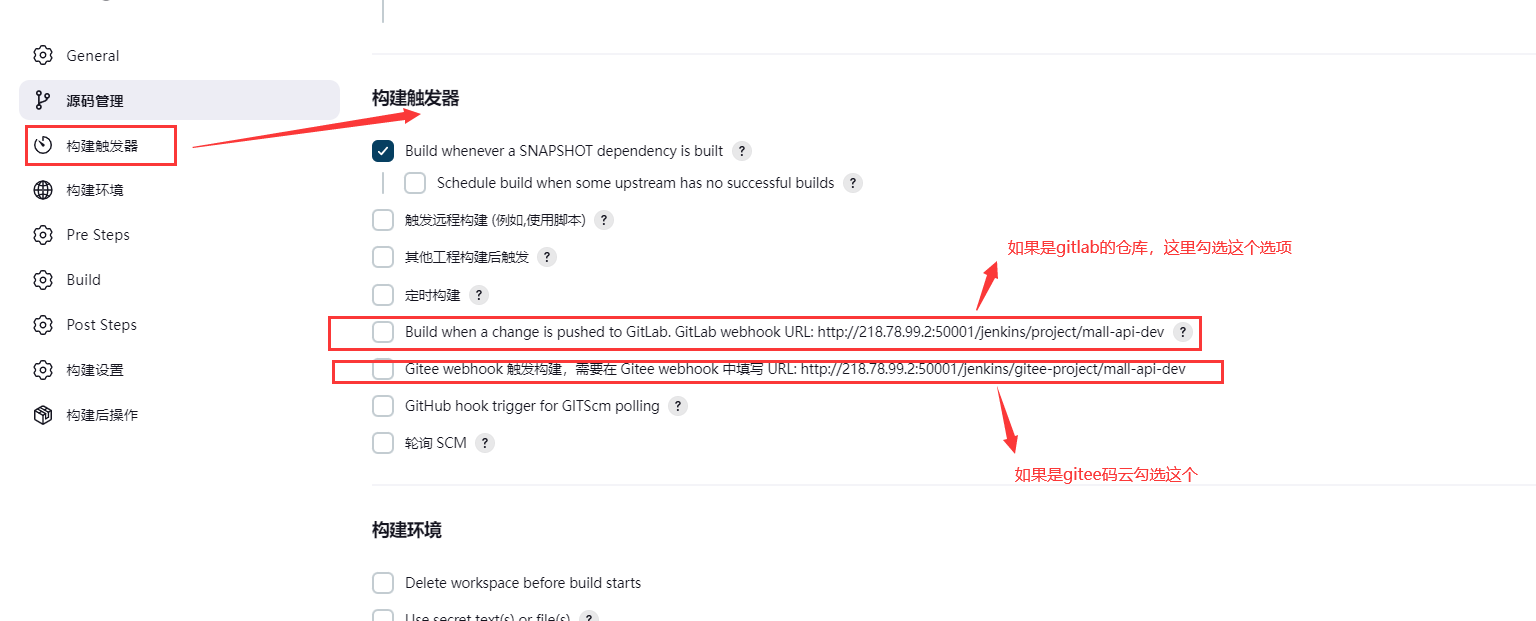 General
源码管理
构建触发器
构建环境
Pre Steps
Build
Post Steps
构建设置
构建后操作
构建触发器
Build whenever a SNAPSHOT dependency is built ?
Schedule build when some upstream has no successful builds ?
触发远程构建 (例如,使用脚本) ?
其他工程构建后触发 ?
如果是gitlab的仓库，这里勾选这个选项
定时构建 ?
Build when a change is pushed to GitLab. GitLab webhook URL: http://218.78.99.2:50001/jenkins/project/mall-api-dev ?
Gitee webhook 触发构建，需要在 Gitee webhook 中填写 URL: http://218.78.99.2:50001/jenkins/gitee-project/mall-api-dev
GitHub hook trigger for GITScm polling ?
轮询 SCM ?
如果是gitee码云勾选这个
构建环境
Delete workspace before build starts
Use secret text(s) or file(s) ?